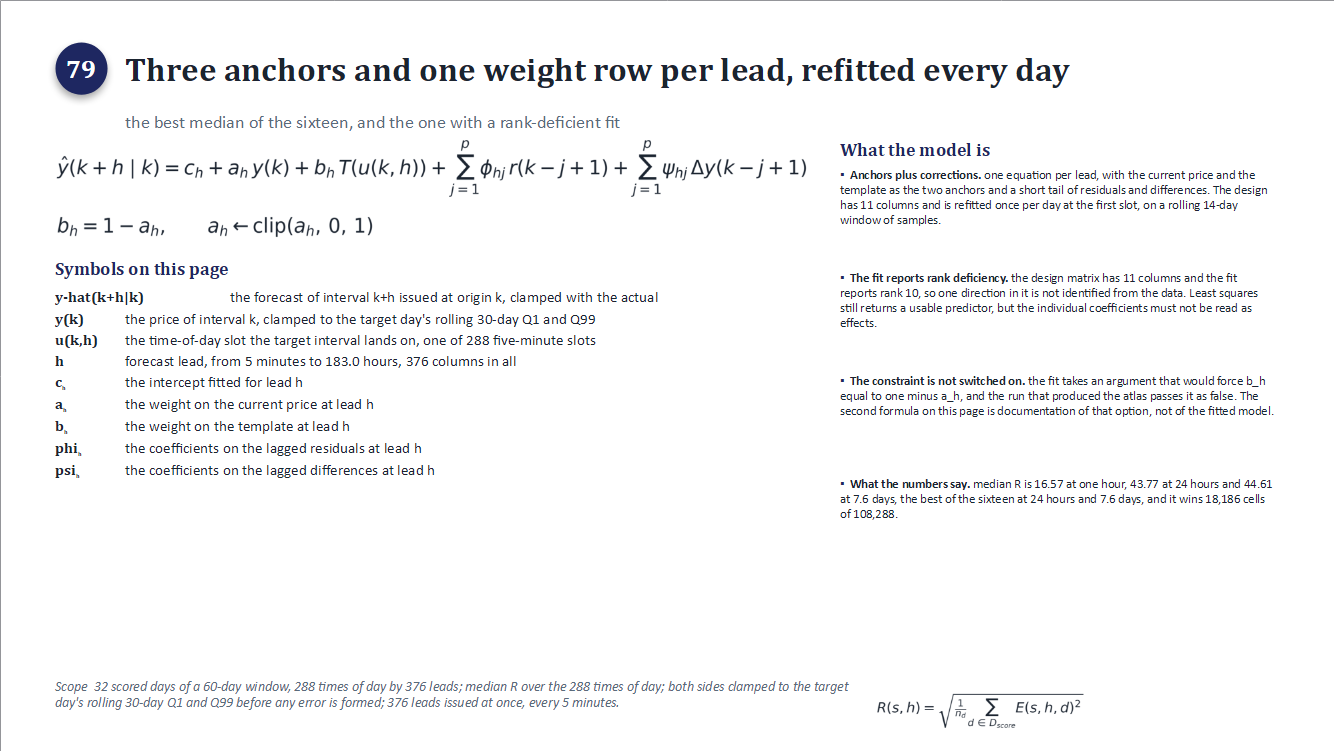 79
Three anchors and one weight row per lead, refitted every day
the best median of the sixteen, and the one with a rank-deficient fit
ŷ(k + h | k) = c_h + a_h y(k) + b_h T(u(k, h)) + ∑_{j=1}^{p} ϕ_{hj} r(k − j + 1) + ∑_{j=1}^{p} ψ_{hj} Δy(k − j + 1)
b_h = 1 − a_h,   a_h ← clip(a_h, 0, 1)
Symbols on this page
y-hat(k+h|k) the forecast of interval k+h issued at origin k, clamped with the actual
y(k) the price of interval k, clamped to the target day's rolling 30-day Q1 and Q99
u(k,h) the time-of-day slot the target interval lands on, one of 288 five-minute slots
h forecast lead, from 5 minutes to 183.0 hours, 376 columns in all
c_h the intercept fitted for lead h
a_h the weight on the current price at lead h
b_h the weight on the template at lead h
phi_h the coefficients on the lagged residuals at lead h
psi_h the coefficients on the lagged differences at lead h
What the model is
▪ Anchors plus corrections. one equation per lead, with the current price and the
template as the two anchors and a short tail of residuals and differences. The design
has 11 columns and is refitted once per day at the first slot, on a rolling 14-day
window of samples.
▪ The fit reports rank deficiency. the design matrix has 11 columns and the fit
reports rank 10, so one direction in it is not identified from the data. Least squares
still returns a usable predictor, but the individual coefficients must not be read as
effects.
▪ The constraint is not switched on. the fit takes an argument that would force b_h
equal to one minus a_h, and the run that produced the atlas passes it as false. The
second formula on this page is documentation of that option, not of the fitted model.
▪ What the numbers say. median R is 16.57 at one hour, 43.77 at 24 hours and 44.61
at 7.6 days, the best of the sixteen at 24 hours and 7.6 days, and it wins 18,186 cells
of 108,288.
Scope 32 scored days of a 60-day window, 288 times of day by 376 leads; median R over the 288 times of day; both sides clamped to the target
day's rolling 30-day Q1 and Q99 before any error is formed; 376 leads issued at once, every 5 minutes.
R(s, h) = √( 1/n_d ∑_{d ∈ D_score} E(s, h, d)² )